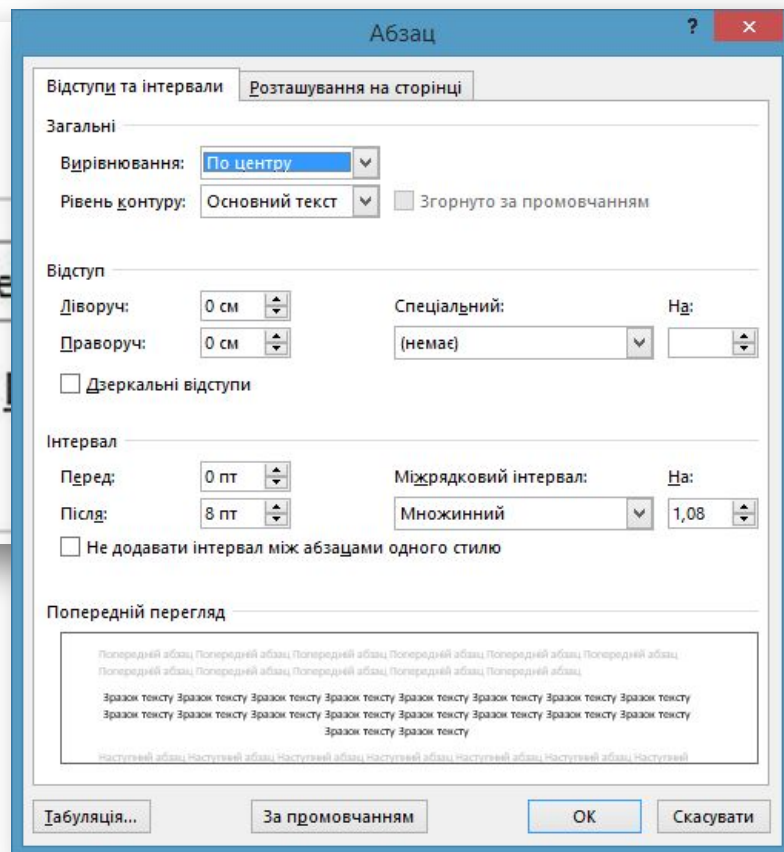 Абзац ?
Відступи та інтервали Розташування на сторінці
Загальні
Вирівнювання: По центру
Рівень контуру: Основний текст Згорнуто за промовчанням
Відступ
Ліворуч: 0 см Спеціальний: На:
Праворуч: 0 см (немає)
Дзеркальні відступи
Інтервал
Перед: 0 пт Міжрядковий інтервал: На:
Після: 8 пт Множинний 1,08
Не додавати інтервал між абзацами одного стилю
Попередній перегляд
Попередній абзац Попередній абзац Попередній абзац Попередній абзац Попередній абзац Попередній абзац
Попередній абзац Попередній абзац Попередній абзац Попередній абзац Попередній абзац
Зразок тексту Зразок тексту Зразок тексту Зразок тексту Зразок тексту Зразок тексту Зразок тексту Зразок тексту
Зразок тексту Зразок тексту Зразок тексту Зразок тексту Зразок тексту Зразок тексту Зразок тексту Зразок тексту
Зразок тексту Зразок тексту
Наступний абзац Наступний абзац Наступний абзац Наступний абзац Наступний абзац Наступний абзац Наступний
Табуляція... За промовчанням ОК Скасувати